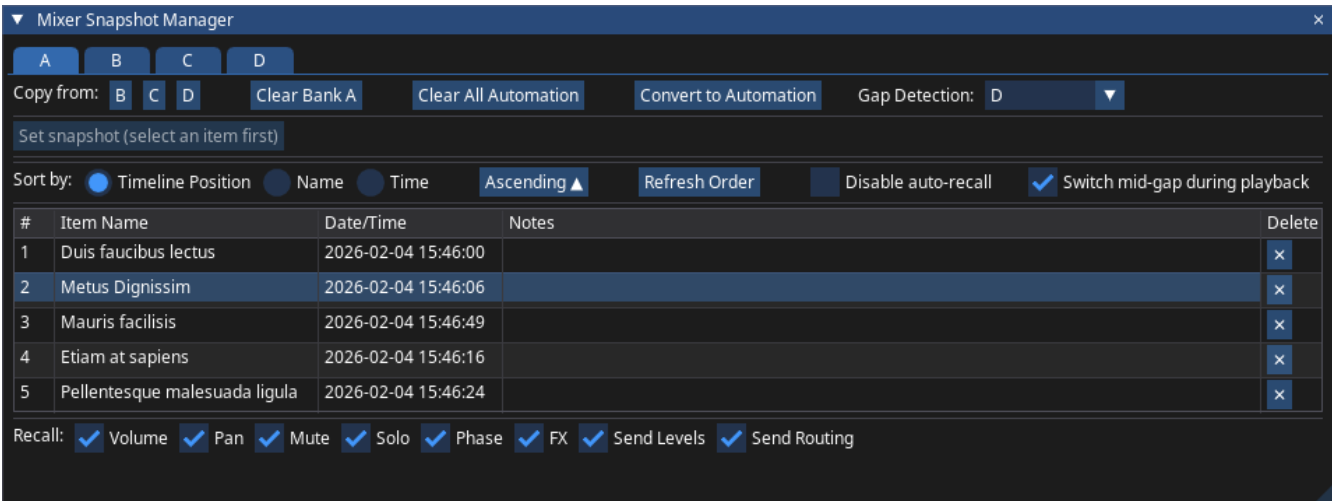 ▼ Mixer Snapshot Manager ×
A B C D
Copy from: B C D Clear Bank A Clear All Automation Convert to Automation Gap Detection: D ▼
Set snapshot (select an item first)
Sort by: Timeline Position Name Time Ascending ▲ Refresh Order Disable auto-recall Switch mid-gap during playback
# Item Name Date/Time Notes Delete
1 Duis faucibus lectus 2026-02-04 15:46:00 ×
2 Metus Dignissim 2026-02-04 15:46:06 ×
3 Mauris facilisis 2026-02-04 15:46:49 ×
4 Etiam at sapiens 2026-02-04 15:46:16 ×
5 Pellentesque malesuada ligula 2026-02-04 15:46:24 ×
Recall: Volume Pan Mute Solo Phase FX Send Levels Send Routing